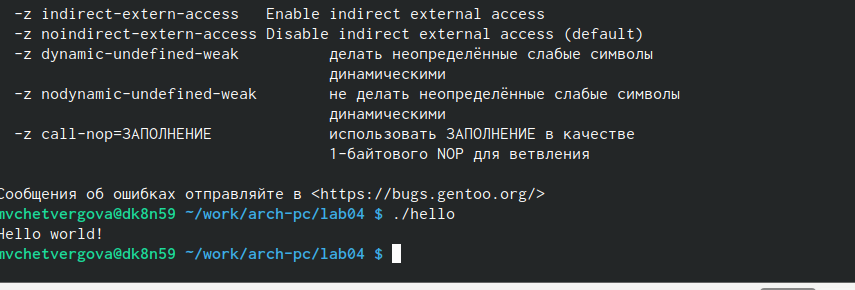 -z indirect-extern-access   Enable indirect external access
-z noindirect-extern-access Disable indirect external access (default)
-z dynamic-undefined-weak          делать неопределённые слабые символы
динамическими
-z nodynamic-undefined-weak        не делать неопределённые слабые символы
динамическими
-z call-nop=ЗАПОЛНЕНИЕ             использовать ЗАПОЛНЕНИЕ в качестве
1-байтового NOP для ветвления
Сообщения об ошибках отправляйте в <https://bugs.gentoo.org/>
mvchetvergova@dk8n59 ~/work/arch-pc/lab04 $ ./hello
Hello world!
mvchetvergova@dk8n59 ~/work/arch-pc/lab04 $